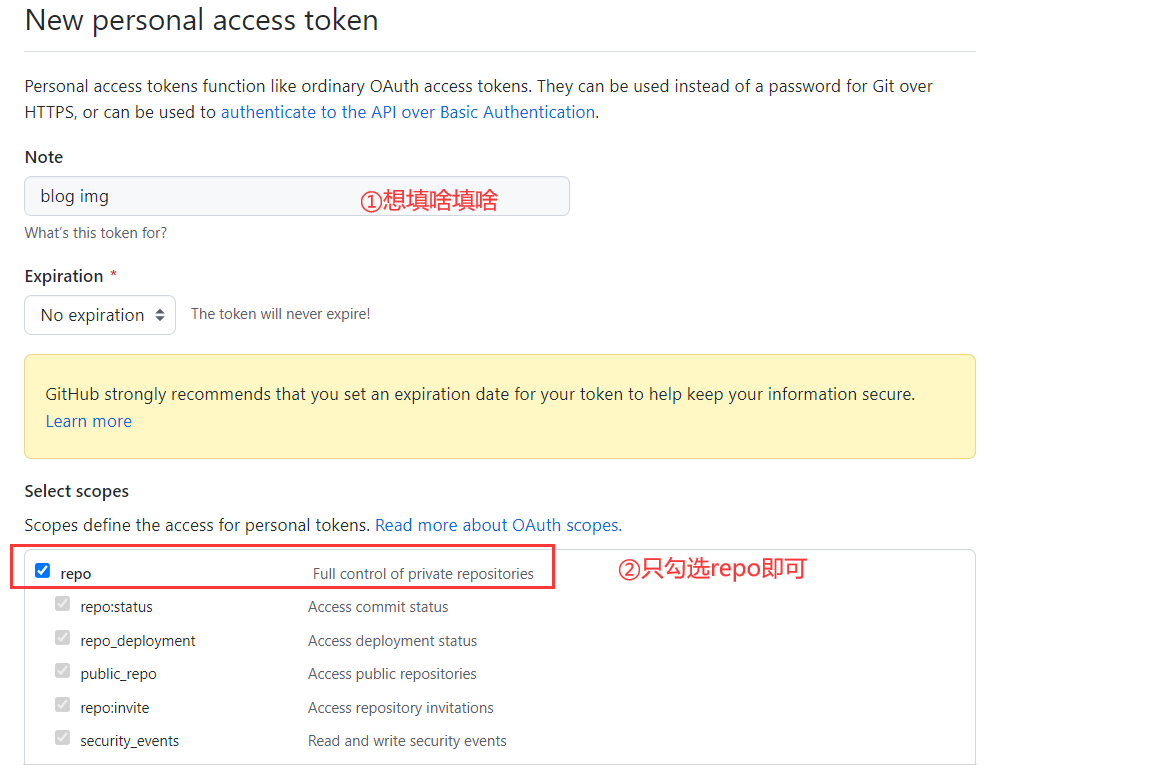 New personal access token
Personal access tokens function like ordinary OAuth access tokens. They can be used instead of a password for Git over
HTTPS, or can be used to authenticate to the API over Basic Authentication.
Note
blog img
①想填啥填啥
What's this token for?
Expiration *
No expiration The token will never expire!
GitHub strongly recommends that you set an expiration date for your token to help keep your information secure.
Learn more
Select scopes
Scopes define the access for personal tokens. Read more about OAuth scopes.
repo Full control of private repositories
②只勾选repo即可
repo:status Access commit status
repo_deployment Access deployment status
public_repo Access public repositories
repo:invite Access repository invitations
security_events Read and write security events